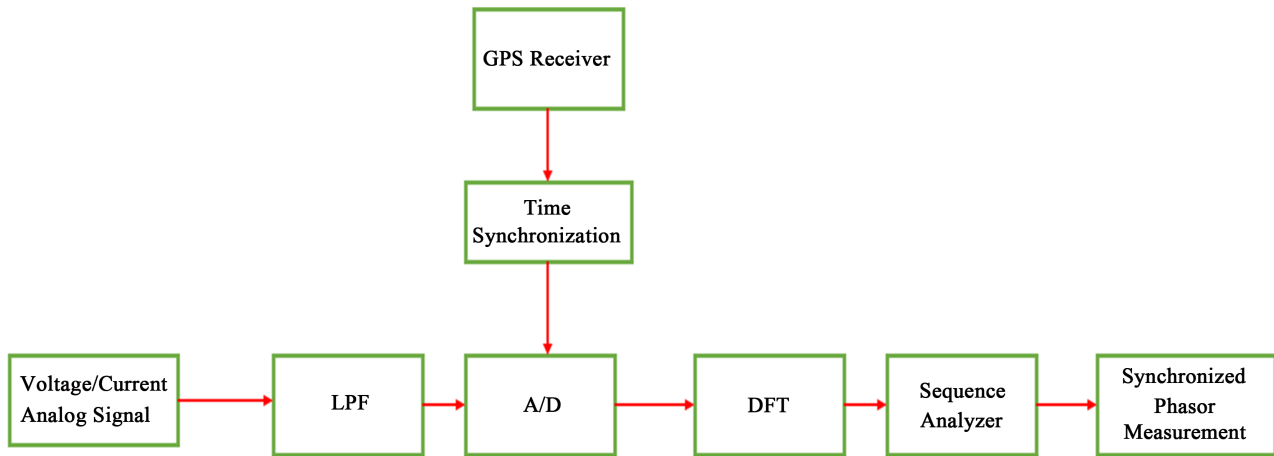 GPS Receiver
Time
Synchronization
Voltage/Current
Analog Signal
LPF
A/D
DFT
Sequence
Analyzer
Synchronized
Phasor
Measurement